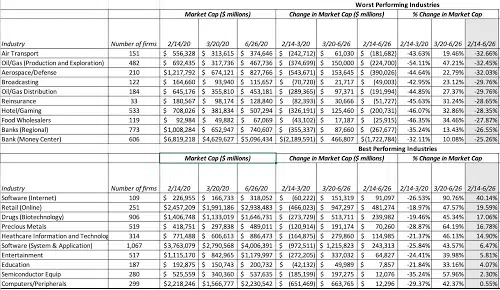 Worst Performing Industries
Market Cap ($ millions) Change in Market Cap ($ millions) % Change in Market Cap
Industry Number of firms 2/14/20 3/20/20 6/26/20 2/14-3/20 3/20-6/26 2/14-6/26 2/14-3/20 3/20-6/26 2/14-6/26
Air Transport 151 $ 556,328 $ 313,615 $ 374,646 $ (242,712) $ 61,030 $ (181,682) -43.63% 19.46% -32.66%
Oil/Gas (Production and Exploration) 482 $ 692,435 $ 317,736 $ 467,736 $ (374,699) $ 150,000 $ (224,700) -54.11% 47.21% -32.45%
Aerospace/Defense 210 $1,217,792 $ 674,121 $ 827,766 $ (543,671) $ 153,645 $ (390,026) -44.64% 22.79% -32.03%
Broadcasting 122 $ 164,660 $ 93,940 $ 115,657 $ (70,720) $ 21,717 $ (49,003) -42.95% 23.12% -29.76%
Oil/Gas Distribution 184 $ 645,176 $ 355,810 $ 453,181 $ (289,365) $ 97,371 $ (191,994) -44.85% 27.37% -29.76%
Reinsurance 33 $ 180,567 $ 98,174 $ 128,840 $ (82,393) $ 30,666 $ (51,727) -45.63% 31.24% -28.65%
Hotel/Gaming 533 $ 708,026 $ 381,834 $ 507,294 $ (326,191) $ 125,460 $ (200,731) -46.07% 32.86% -28.35%
Food Wholesalers 119 $ 92,984 $ 49,882 $ 67,069 $ (43,102) $ 17,187 $ (25,915) -46.35% 34.46% -27.87%
Banks (Regional) 773 $1,008,284 $ 652,947 $ 740,607 $ (355,337) $ 87,660 $ (267,677) -35.24% 13.43% -26.55%
Bank (Money Center) 606 $6,819,218 $4,629,627 $5,096,434 $(2,189,591) $ 466,807 $(1,722,784) -32.11% 10.08% -25.26%
Best Performing Industries
Market Cap ($ millions) Change in Market Cap ($ millions) % Change in Market Cap
Industry Number of firms 2/14/20 3/20/20 6/26/20 2/14-3/20 3/20-6/26 2/14-6/26 2/14-3/20 3/20-6/26 2/14-6/26
Software (Internet) 109 $ 226,955 $ 166,733 $ 318,052 $ (60,222) $ 151,319 $ 91,097 -26.53% 90.76% 40.14%
Retail (Online) 251 $2,457,209 $1,991,186 $2,938,483 $ (466,023) $ 947,297 $ 481,274 -18.97% 47.57% 19.59%
Drugs (Biotechnology) 906 $1,406,748 $1,133,019 $1,646,731 $ (273,729) $ 513,711 $ 239,982 -19.46% 45.34% 17.06%
Precious Metals 519 $ 418,751 $ 297,838 $ 489,011 $ (120,914) $ 191,174 $ 70,260 -28.87% 64.19% 16.78%
Heathcare Information and Technolog 314 $ 771,488 $ 606,613 $ 886,473 $ (164,875) $ 279,860 $ 114,985 -21.37% 46.13% 14.90%
Software (System & Application) 1,067 $3,763,079 $2,790,568 $4,006,391 $ (972,511) $1,215,823 $ 243,313 -25.84% 43.57% 6.47%
Entertainment 517 $1,115,170 $ 842,965 $1,179,997 $ (272,205) $ 337,032 $ 64,827 -24.41% 39.98% 5.81%
Education 187 $ 192,875 $ 150,743 $ 200,732 $ (42,132) $ 49,989 $ 7,857 -21.84% 33.16% 4.07%
Semiconductor Equip 280 $ 525,559 $ 340,360 $ 537,635 $ (185,199) $ 197,275 $ 12,076 -35.24% 57.96% 2.30%
Computers/Peripherals 299 $2,218,246 $1,566,777 $2,230,542 $ (651,469) $ 663,765 $ 12,296 -29.37% 42.37% 0.55%